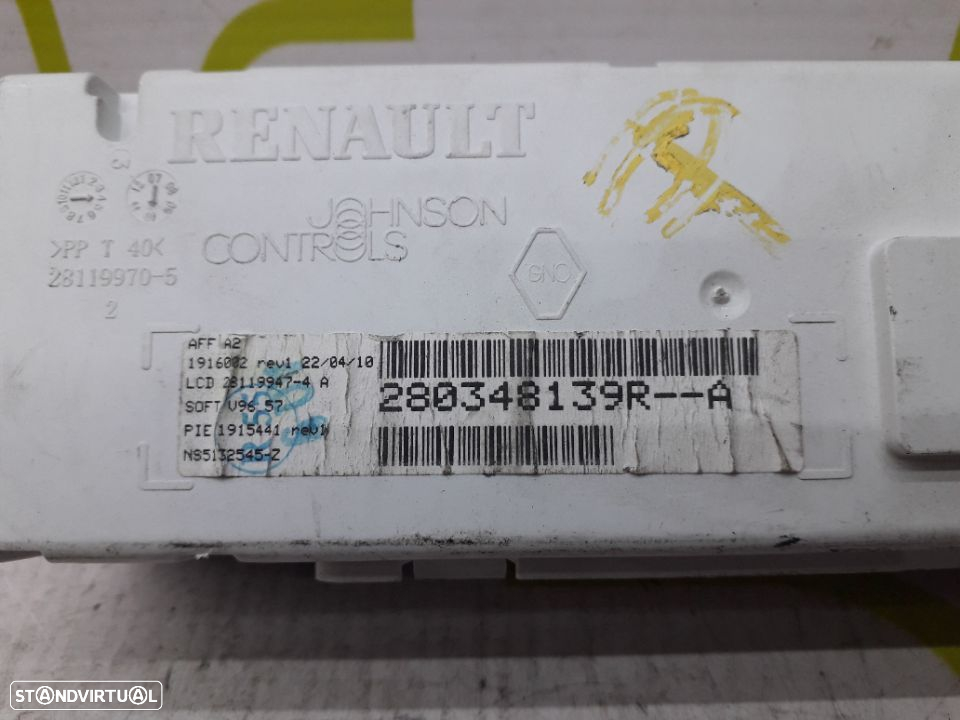 RENAULT
JOHNSON
CONTROLS
>PP T 40<
28119970-5
2
GNC
AFF A2
1916002 rev1 22/04/10
LCD 28119947-4 A
SOFT V96.57
PIE 1915441 rev1
NS5132545-Z
280348139R--A
STANDVIRTUAL